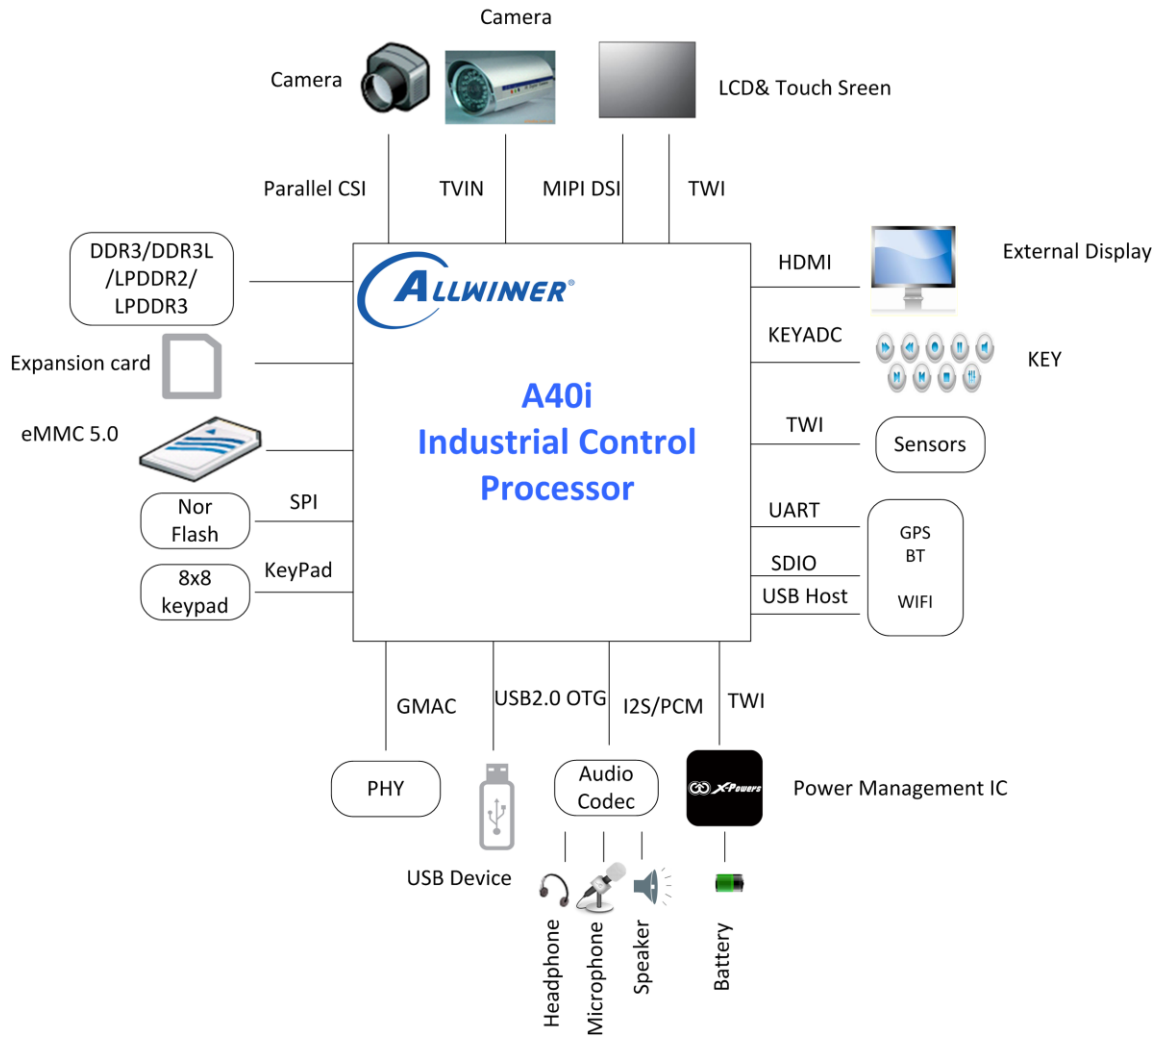 Camera
Camera
LCD& Touch Sreen
Parallel CSI
TVIN
MIPI DSI
TWI
DDR3/DDR3L
/LPDDR2/
LPDDR3
Expansion card
eMMC 5.0
Nor
Flash
SPI
8x8
keypad
KeyPad
ALLWINNER®
A40i
Industrial Control
Processor
HDMI
External Display
KEYADC
KEY
TWI
Sensors
UART
SDIO
USB Host
GPS
BT
WIFI
GMAC
USB2.0 OTG
I2S/PCM
TWI
PHY
USB Device
Audio
Codec
X-Powers
Power Management IC
Headphone
Microphone
Speaker
Battery